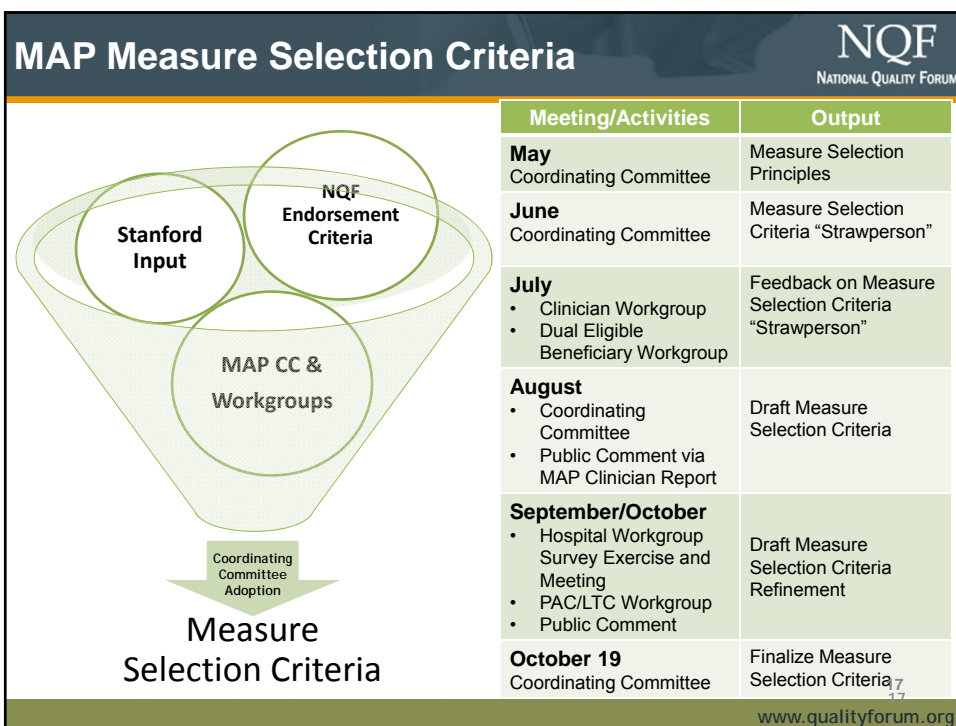 MAP Measure Selection Criteria
NQF
NATIONAL QUALITY FORUM
Stanford
Input
NQF
Endorsement
Criteria
MAP CC &
Workgroups
Coordinating
Committee
Adoption
Measure
Selection Criteria
Meeting/Activities
Output
May
Coordinating Committee
Measure Selection
Principles
June
Coordinating Committee
Measure Selection
Criteria “Strawperson”
July
• Clinician Workgroup
• Dual Eligible
Beneficiary Workgroup
Feedback on Measure
Selection Criteria
“Strawperson”
August
• Coordinating
Committee
• Public Comment via
MAP Clinician Report
Draft Measure
Selection Criteria
September/October
• Hospital Workgroup
Survey Exercise and
Meeting
• PAC/LTC Workgroup
• Public Comment
Draft Measure
Selection Criteria
Refinement
October 19
Coordinating Committee
Finalize Measure
Selection Criteria
17
17
www.qualityforum.org